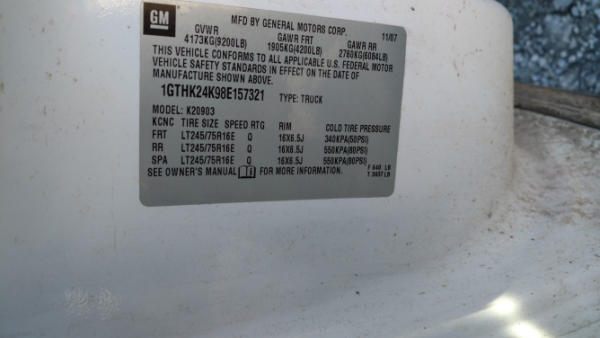 GM
MFD BY GENERAL MOTORS CORP. 11/07
GVWR GAWR FRT GAWR RR
4173KG(9200LB) 1905KG(4200LB) 2760KG(6084LB)
THIS VEHICLE CONFORMS TO ALL APPLICABLE U.S. FEDERAL MOTOR
VEHICLE SAFETY STANDARDS IN EFFECT ON THE DATE OF
MANUFACTURE SHOWN ABOVE.
1GTHK24K98E157321 TYPE: TRUCK
MODEL: K20903
KCNC TIRE SIZE SPEED RTG RIM COLD TIRE PRESSURE
FRT LT245/75R16E Q 16X6.5J 340KPA(50PSI)
RR LT245/75R16E Q 16X6.5J 550KPA(80PSI)
SPA LT245/75R16E Q 16X6.5J 550KPA(80PSI)
SEE OWNER'S MANUAL FOR MORE INFORMATION.
F 640 LB
T 3037 LB